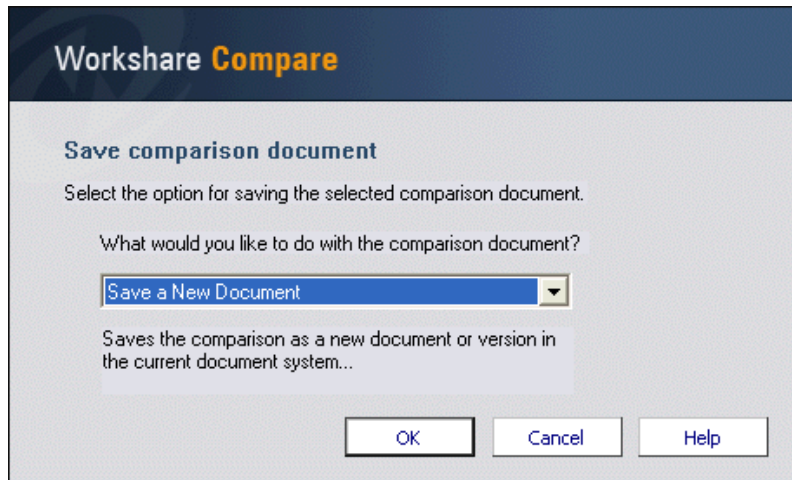 Workshare Compare
Save comparison document
Select the option for saving the selected comparison document.
What would you like to do with the comparison document?
Save a New Document
Saves the comparison as a new document or version in
the current document system...
OK Cancel Help